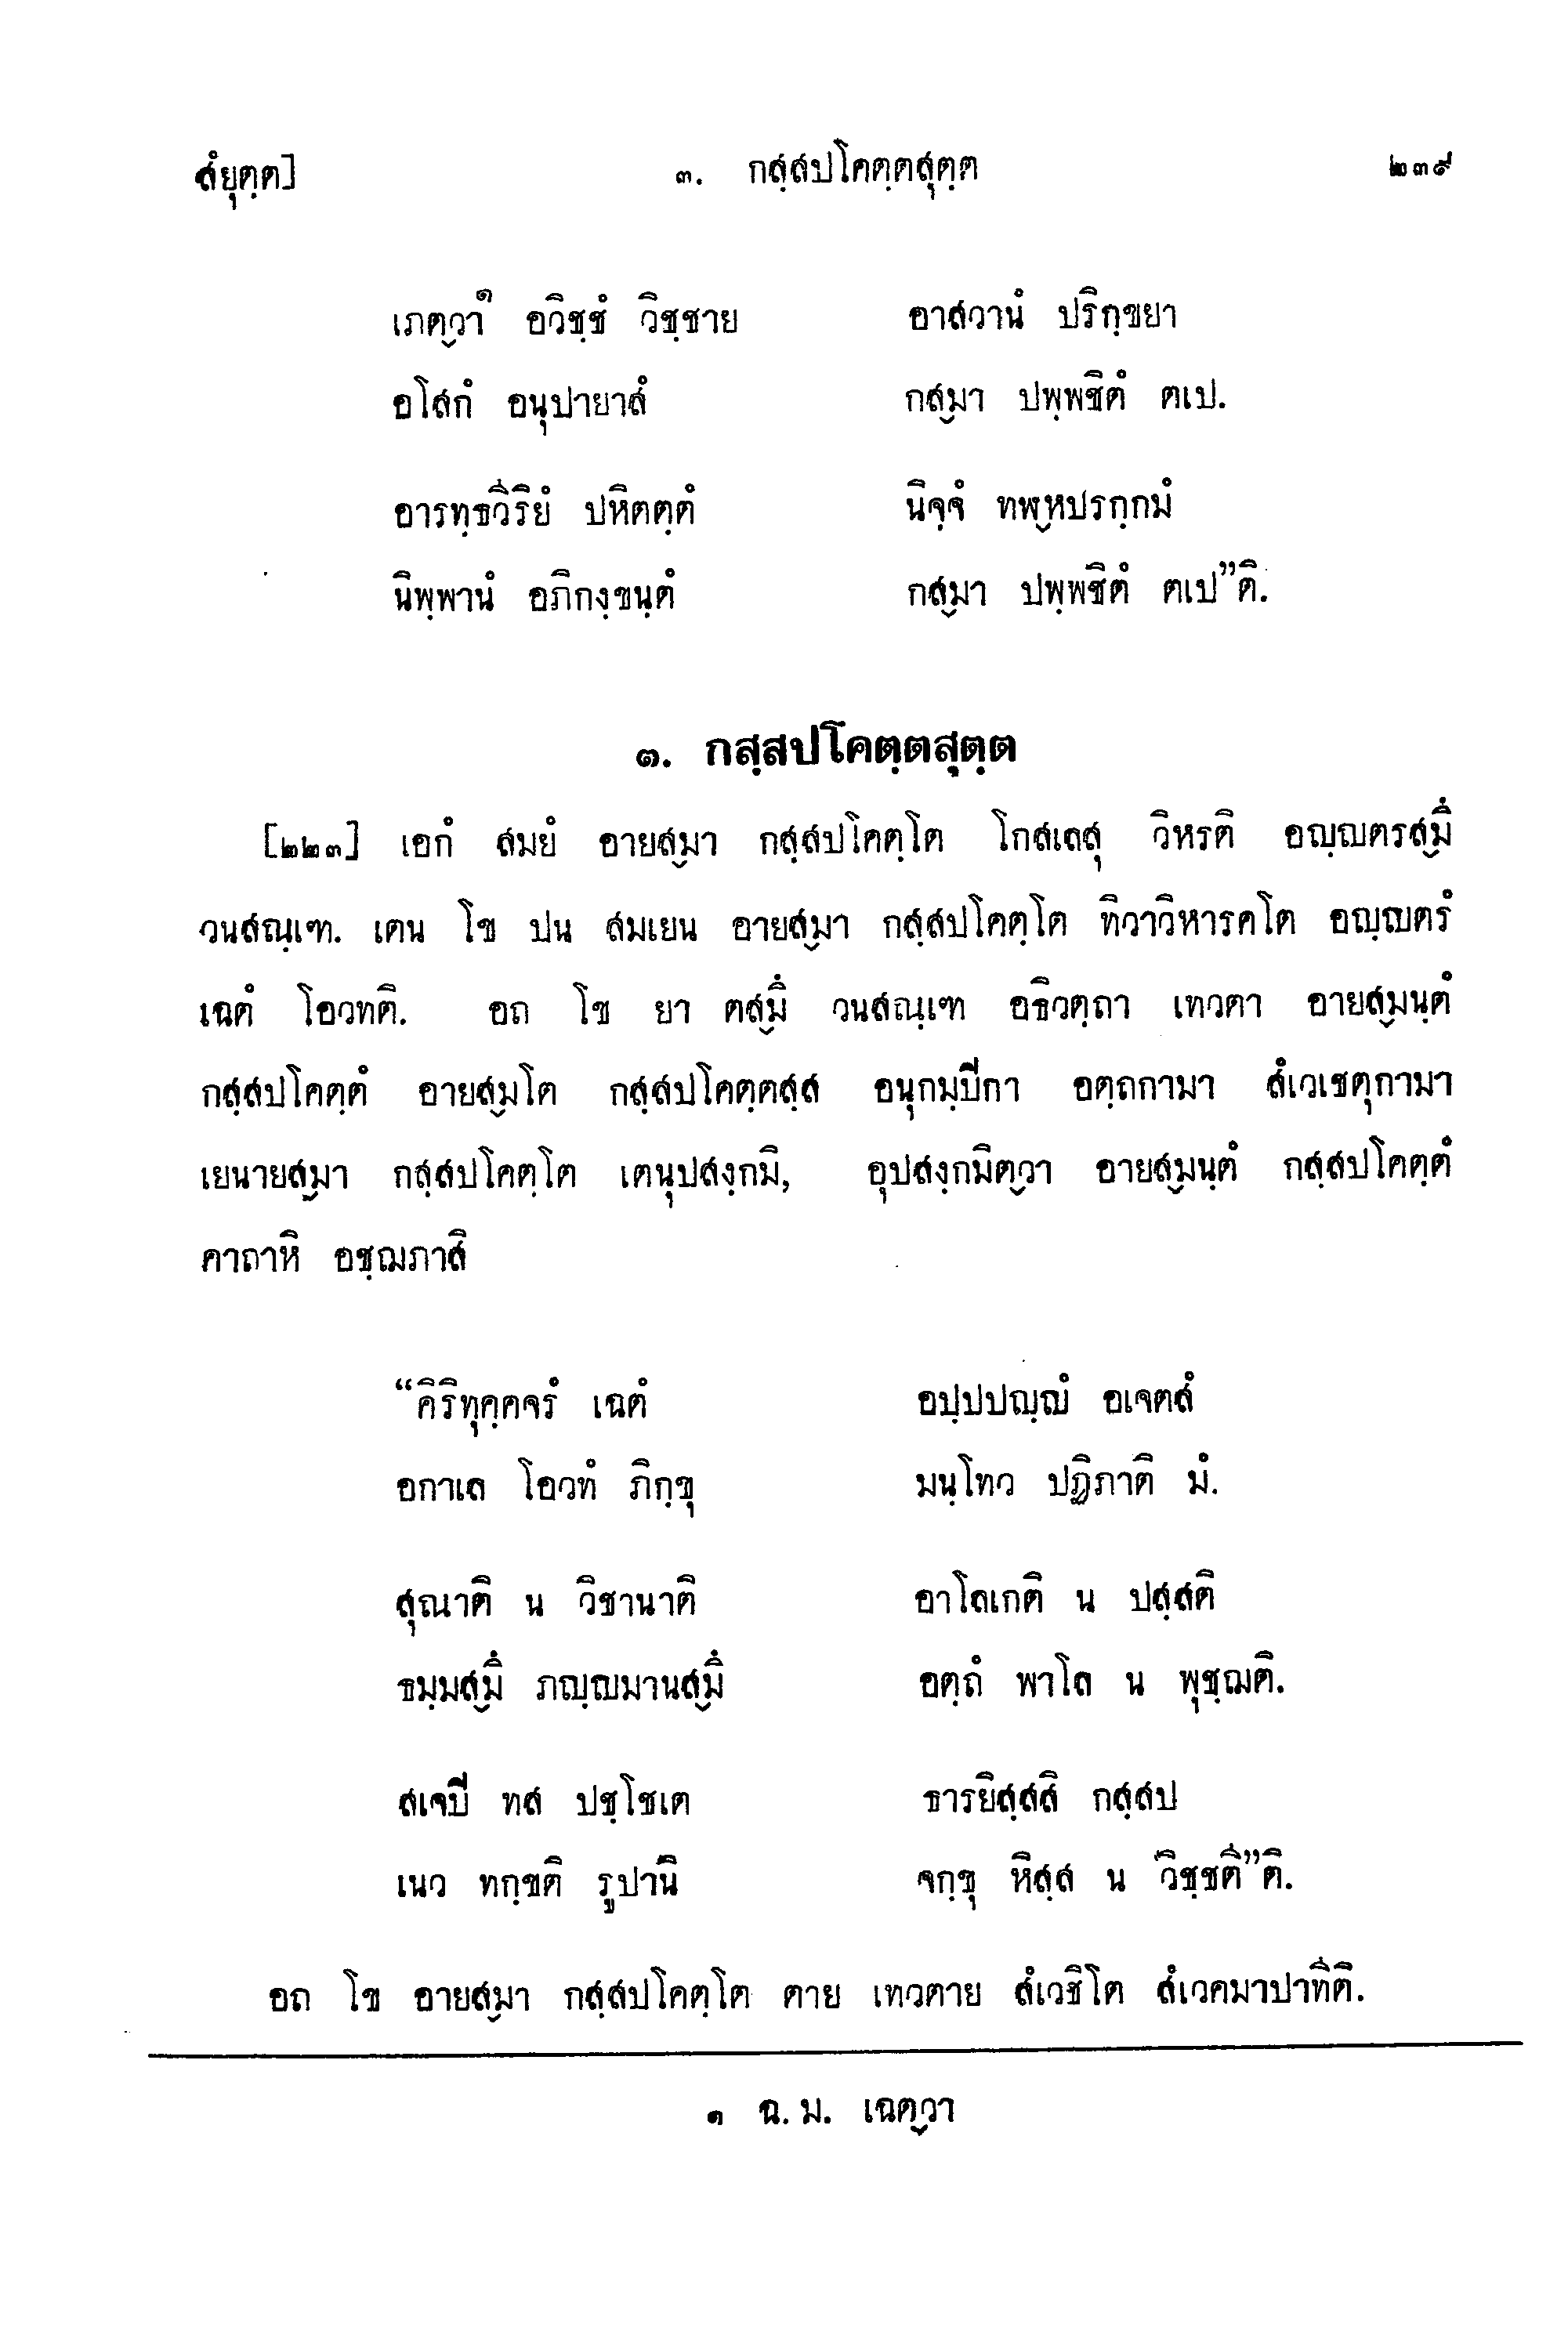 สํยุตฺต]	๓. กสฺสปโคตฺตสุตฺต	๒๓๙
เภตฺวา๑ อวิชฺชํ วิชฺชาย	อาสวานํ ปริกฺขยา
อโสกํ อนุปายาสํ	กสฺมา ปพฺพชิตํ ตเป.
อารทฺธวิริยํ ปหิตตฺตํ	นิจฺจํ ทฬฺหปรกฺกมํ
นิพฺพานํ อภิกงฺขนฺตํ	กสฺมา ปพฺพชิตํ ตเป”ติ.
๓. กสฺสปโคตฺตสุตฺต
[๒๒๓] เอกํ สมยํ อายสฺมา กสฺสปโคตฺโต โกสเลสุ วิหรติ อญฺญตรสฺมึ
วนสณฺเฑ. เตน โข ปน สมเยน อายสฺมา กสฺสปโคตฺโต ทิวาวิหารคโต อญฺญตรํ
เฉตํ โอวทติ. อถ โข ยา ตสฺมึ วนสณฺเฑ อธิวตฺถา เทวตา อายสฺมนฺตํ
กสฺสปโคตฺตํ อายสฺมโต กสฺสปโคตฺตสฺส อนุกมฺปิกา อตฺถกามา สํเวเชตุกามา
เยนายสฺมา กสฺสปโคตฺโต เตนุปสงฺกมิ, อุปสงฺกมิตฺวา อายสฺมนฺตํ กสฺสปโคตฺตํ
คาถาหิ อชฺฌภาสิ
“คิริทุคฺคจรํ เฉตํ	อปฺปปญฺญํ อเจตสํ
อกาเล โอวทํ ภิกฺขุ	มนฺโทว ปฏิภาติ มํ.
สุณาติ น วิชานาติ	อาโลเกติ น ปสฺสติ
ธมฺมสฺมึ ภญฺญมานสฺมึ	อตฺถํ พาโล น พุชฺฌติ.
สเจปิ ทส ปชฺโชเต	ธารยิสฺสสิ กสฺสป
เนว ทกฺขติ รูปานิ	จกฺขุ หิสฺส น วิชฺชตี”ติ.
อถ โข อายสฺมา กสฺสปโคตฺโต ตาย เทวตาย สํเวชิโต สํเวคมาปาทีติ.
๑ ฉ. ม. เฉตฺวา